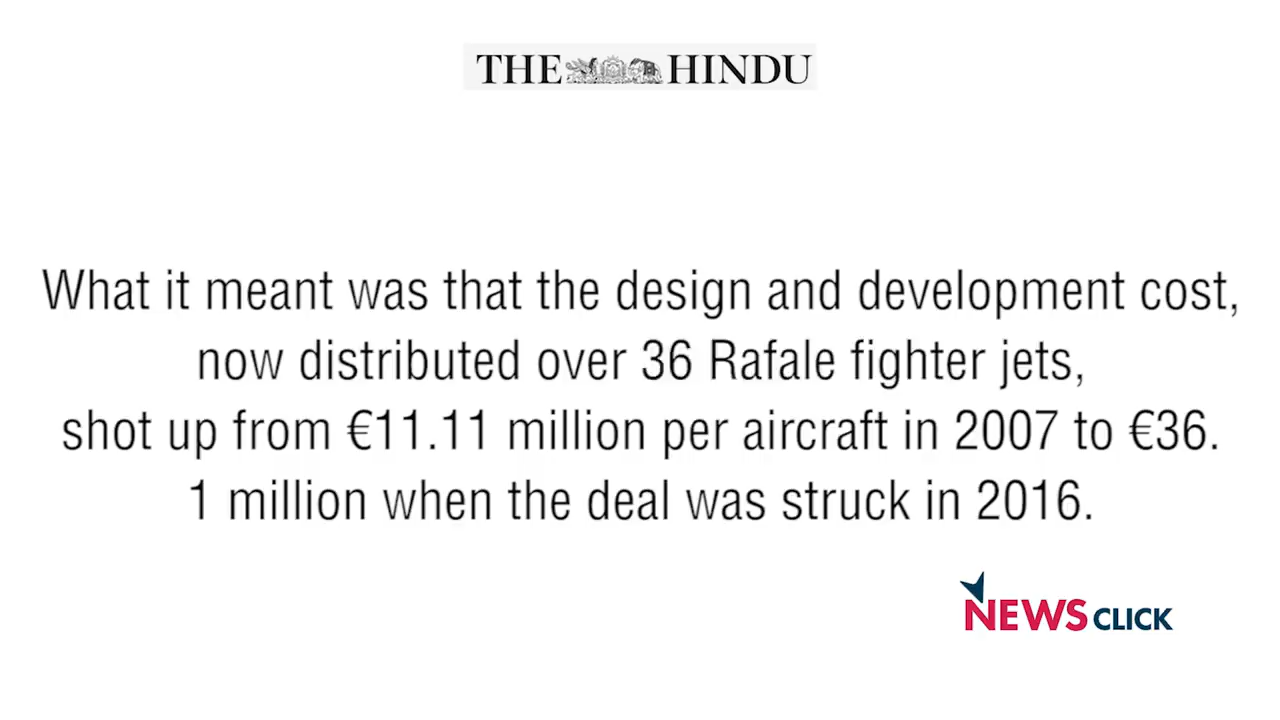 THE HINDU
What it meant was that the design and development cost,
now distributed over 36 Rafale fighter jets,
shot up from €11.11 million per aircraft in 2007 to €36.
1 million when the deal was struck in 2016.
NEWS CLICK